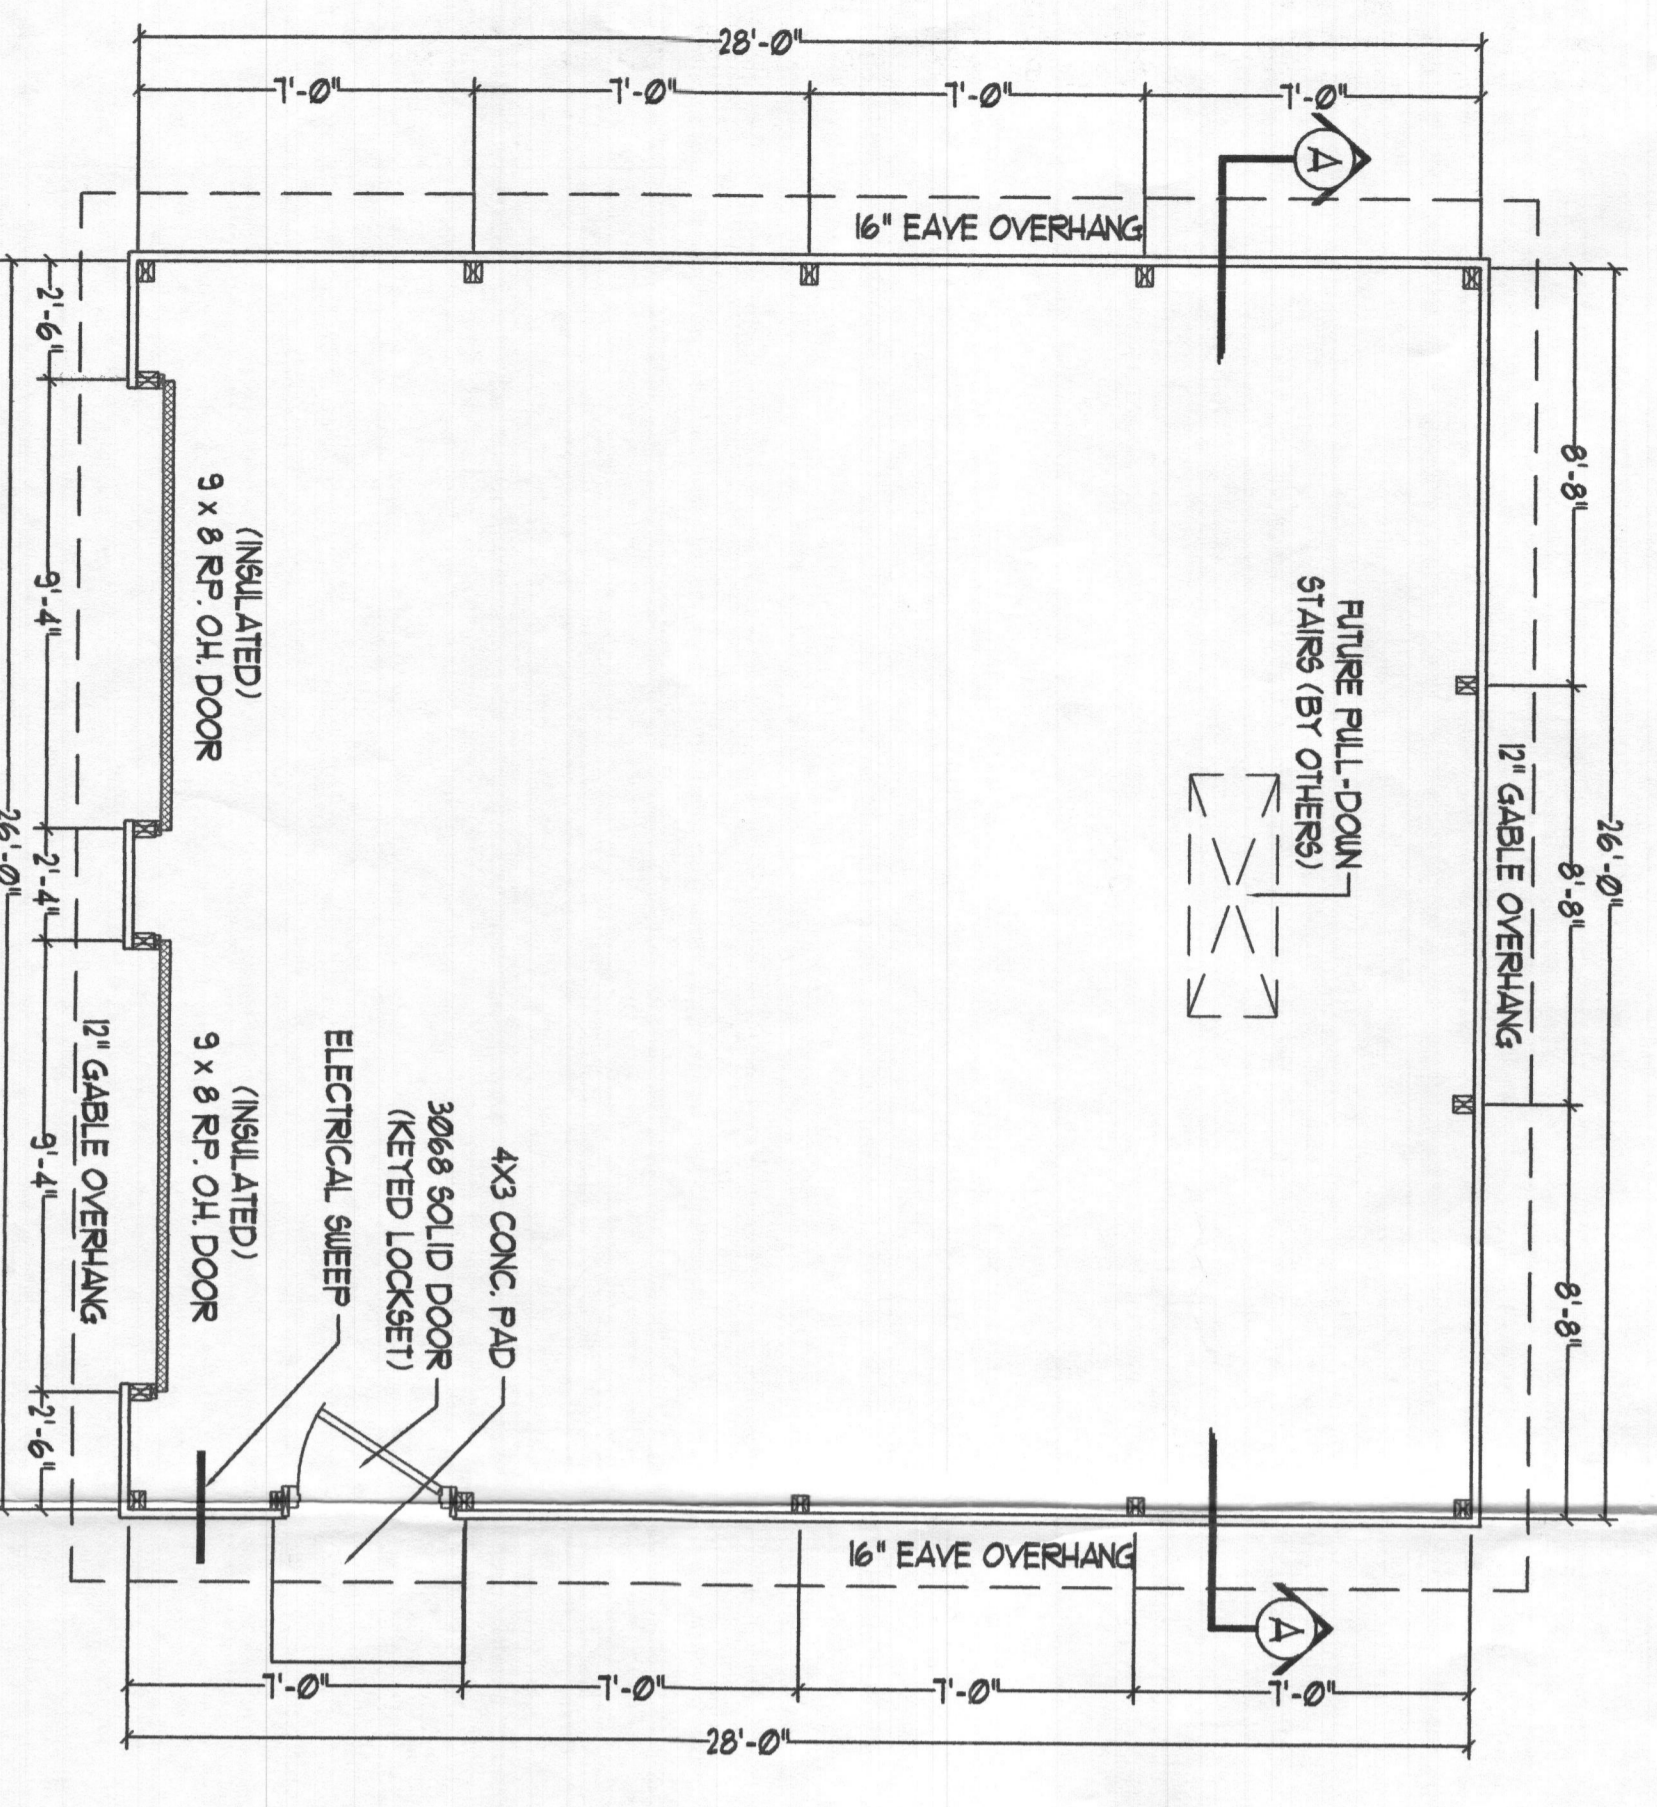 28'-0"
7'-0" 7'-0" 7'-0" 7'-0"
A
16" EAVE OVERHANG
2'-6"
9'-4"
2'-4"
9'-4"
2'-6"
26'-0"
(INSULATED)
9 x 8 RP. O.H. DOOR
FUTURE PULL-DOWN
STAIRS (BY OTHERS)
8'-8"
8'-8"
8'-8"
26'-0"
12" GABLE OVERHANG
12" GABLE OVERHANG
(INSULATED)
9 x 8 RP. O.H. DOOR
ELECTRICAL SWEEP
3068 SOLID DOOR
(KEYED LOCKSET)
4X3 CONC. PAD
16" EAVE OVERHANG
A
7'-0" 7'-0" 7'-0" 7'-0"
28'-0"